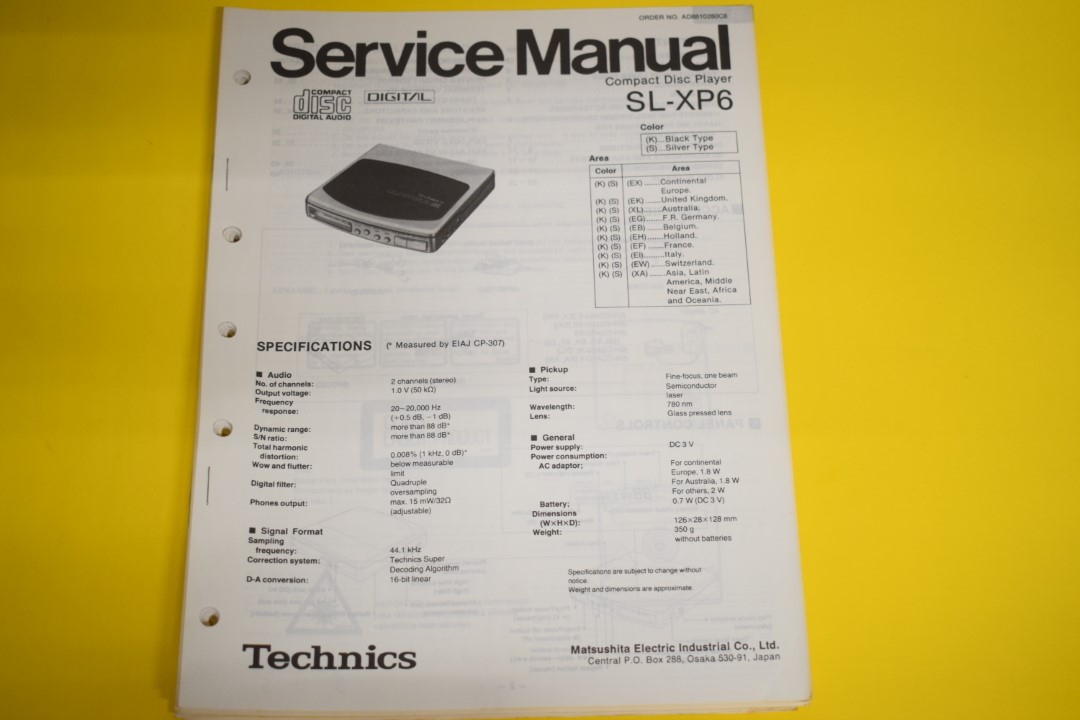 ORDER NO. AD8610260C8
Service Manual
Compact Disc Player
SL-XP6
COMPACT
disc
DIGITAL AUDIO
DIGITAL
Color
(K)...Black Type
(S)...Silver Type
Area
Color Area
(K) (S) (EX) ......Continental
Europe.
(K) (S) (EK) ......United Kingdom.
(K) (S) (XL).......Australia.
(K) (S) (EG)......F.R. Germany.
(K) (S) (EB) ......Belgium.
(K) (S) (EH).......Holland.
(K) (S) (EF) .......France.
(K) (S) (EI)..........Italy.
(K) (S) (EW) ......Switzerland.
(K) (S) (XA) .......Asia, Latin
America, Middle
Near East, Africa
and Oceania.
SPECIFICATIONS (* Measured by EIAJ CP-307)
■ Audio
No. of channels: 2 channels (stereo)
Output voltage: 1.0 V (50 kΩ)
Frequency
response: 20~20,000 Hz
(+0.5 dB, −1 dB)
Dynamic range: more than 88 dB*
S/N ratio: more than 88 dB*
Total harmonic
distortion: 0.008% (1 kHz, 0 dB)*
Wow and flutter: below measurable
limit
Digital filter: Quadruple
oversampling
Phones output: max. 15 mW/32Ω
(adjustable)
■ Signal Format
Sampling
frequency: 44.1 kHz
Correction system: Technics Super
Decoding Algorithm
D-A conversion: 16-bit linear
■ Pickup
Type: Fine-focus, one beam
Light source: Semiconductor
laser
Wavelength: 780 nm
Lens: Glass pressed lens
■ General
Power supply: DC 3 V
Power consumption:
AC adaptor: For continental
Europe, 1.8 W
For Australia, 1.8 W
For others, 2 W
Battery: 0.7 W (DC 3 V)
Dimensions
(W×H×D): 126×28×128 mm
Weight: 350 g
without batteries
Specifications are subject to change without
notice.
Weight and dimensions are approximate.
Technics
Matsushita Electric Industrial Co., Ltd.
Central P.O. Box 288, Osaka 530-91, Japan